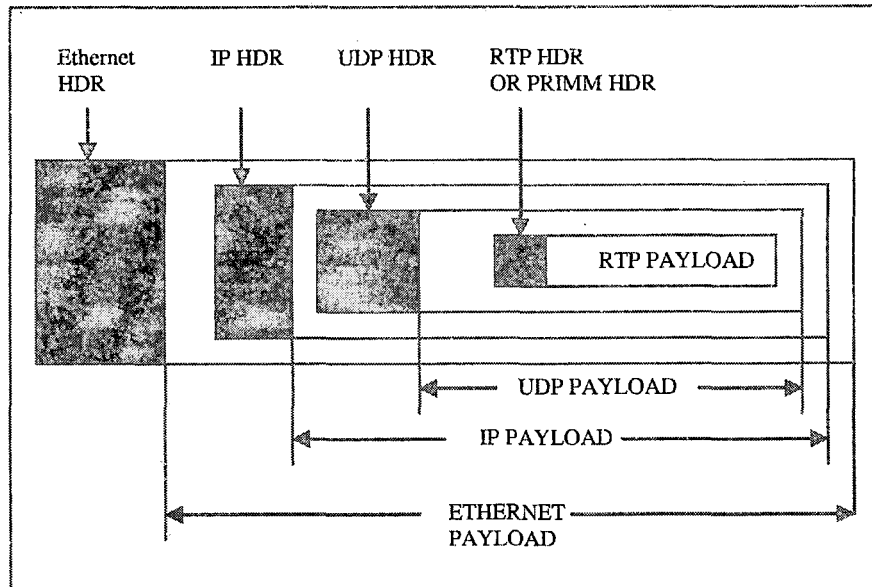 Ethernet
HDR
IP HDR
UDP HDR
RTP HDR
OR PRIMM HDR
RTP PAYLOAD
UDP PAYLOAD
IP PAYLOAD
ETHERNET
PAYLOAD